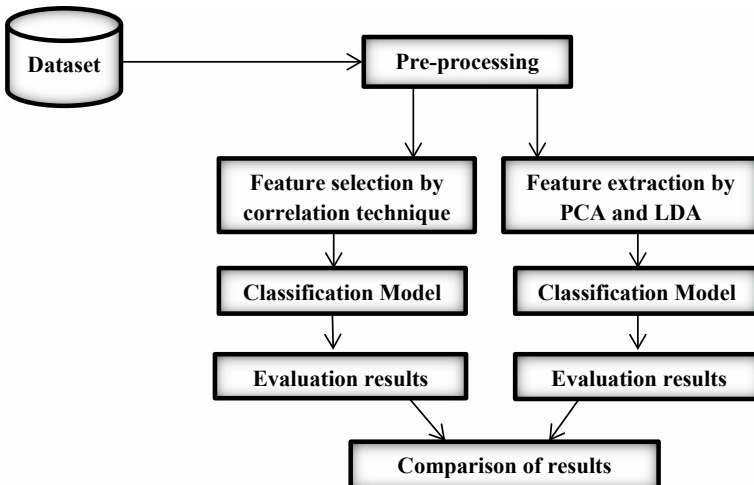 Dataset
Pre-processing
Feature selection by
correlation technique
Feature extraction by
PCA and LDA
Classification Model
Classification Model
Evaluation results
Evaluation results
Comparison of results